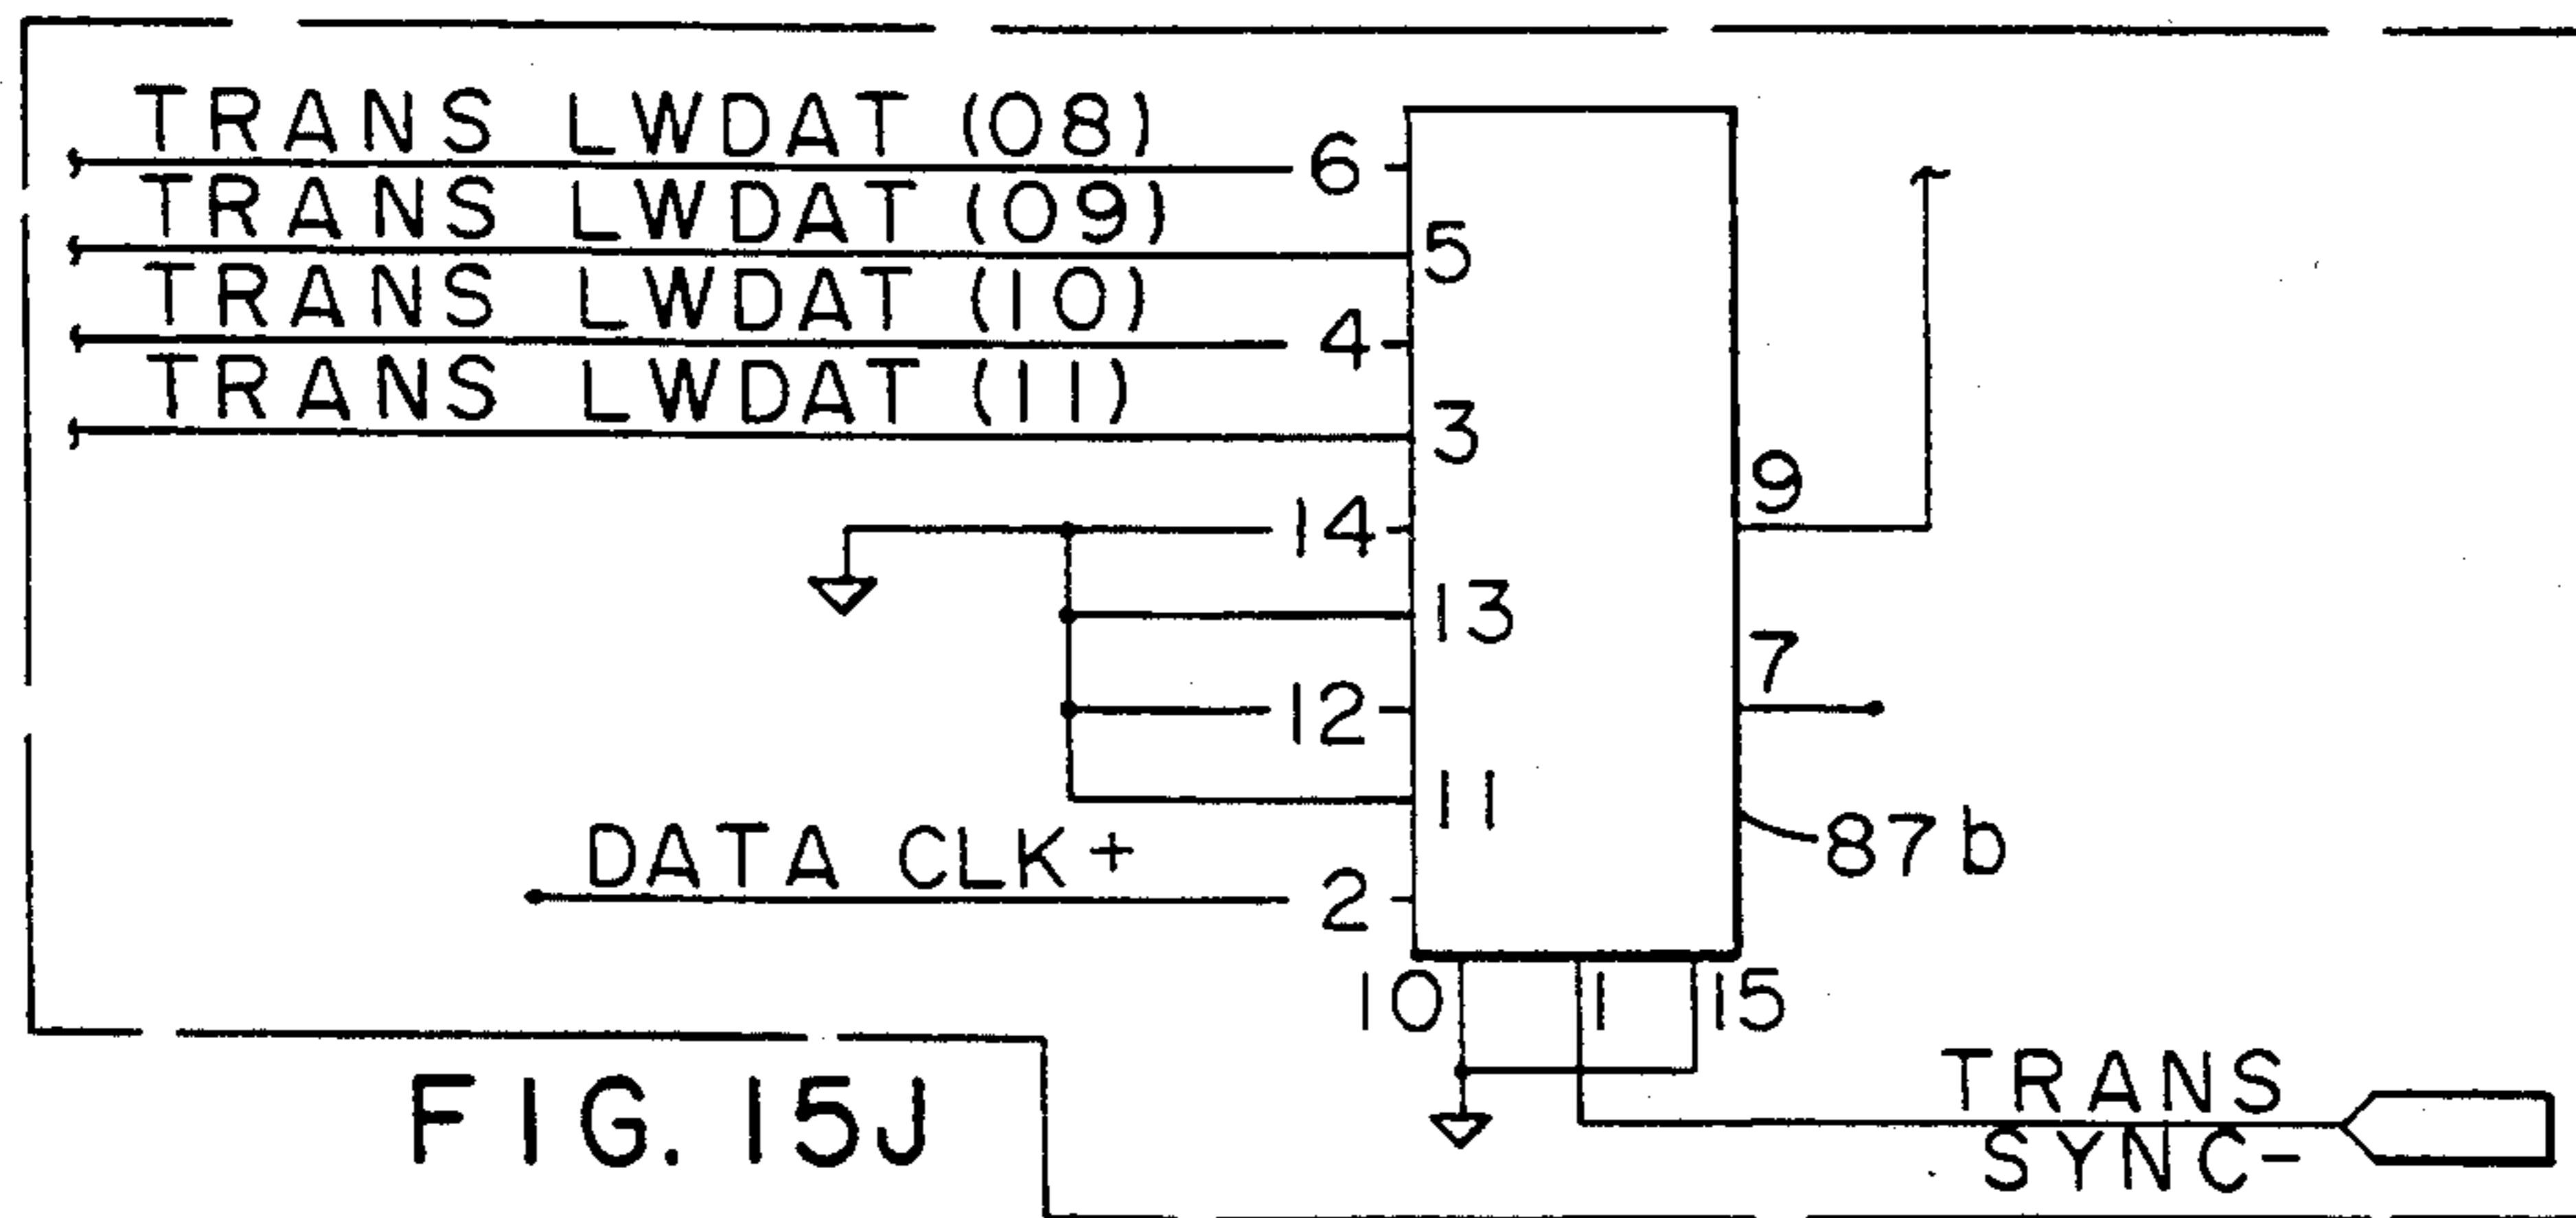 TRANS LWDAT (08) 6
TRANS LWDAT (09) 5
TRANS LWDAT (10) 4
TRANS LWDAT (11) 3
9
14
13
7
12
11
87b
DATA CLK+ 2
10 1 15
TRANS
SYNC-
FIG. 15J